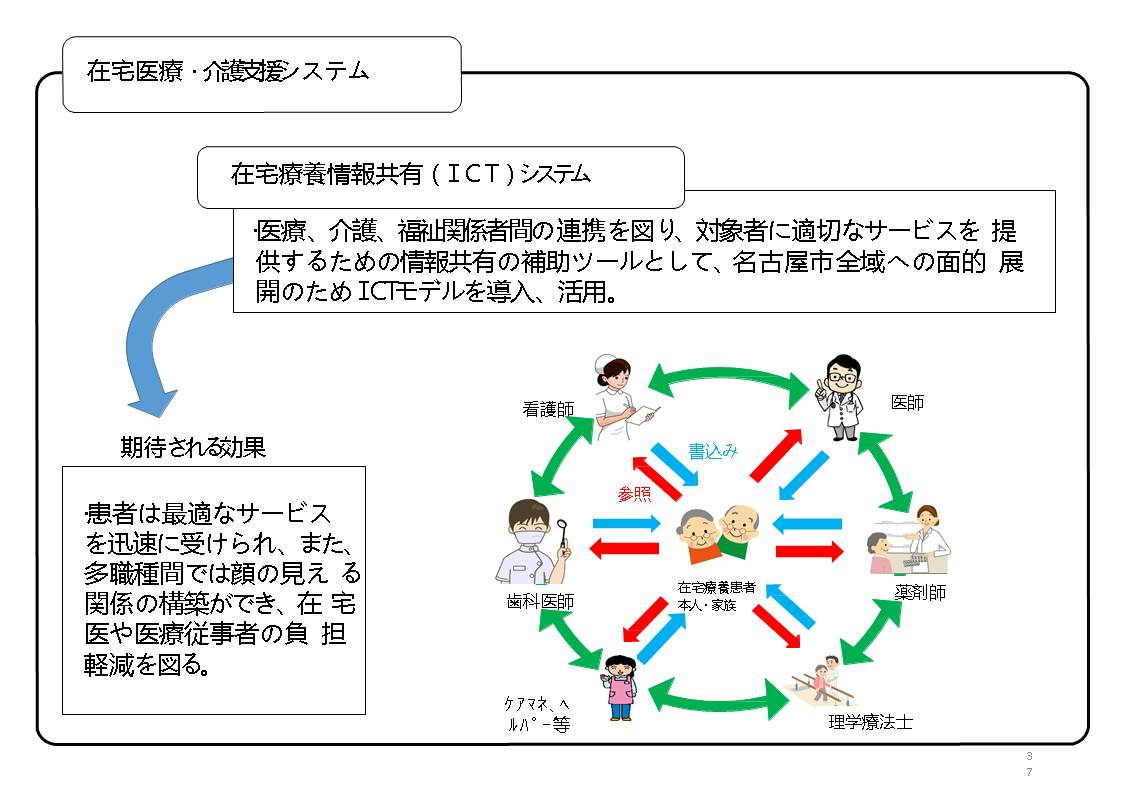 在宅医療・介護支援システム
在宅療養情報共有(ＩＣＴ)システム
・医療、介護、福祉関係者間の連携を図り、対象者に適切なサービスを 提
供するための情報共有の補助ツールとして、名古屋市全域への面的 展
開のためICTモデルを導入、活用。
期待される効果
・患者は最適なサービス
を迅速に受けられ、また、
多職種間では顔の見え る
関係の構築ができ、在 宅
医や医療従事者の負 担
軽減を図る。
看護師
医師
書込み
参照
歯科医師
在宅療養患者
本人・家族
薬剤師
ｹｱﾏﾈ、ﾍ
ﾙﾊﾟｰ等
理学療法士
3
7